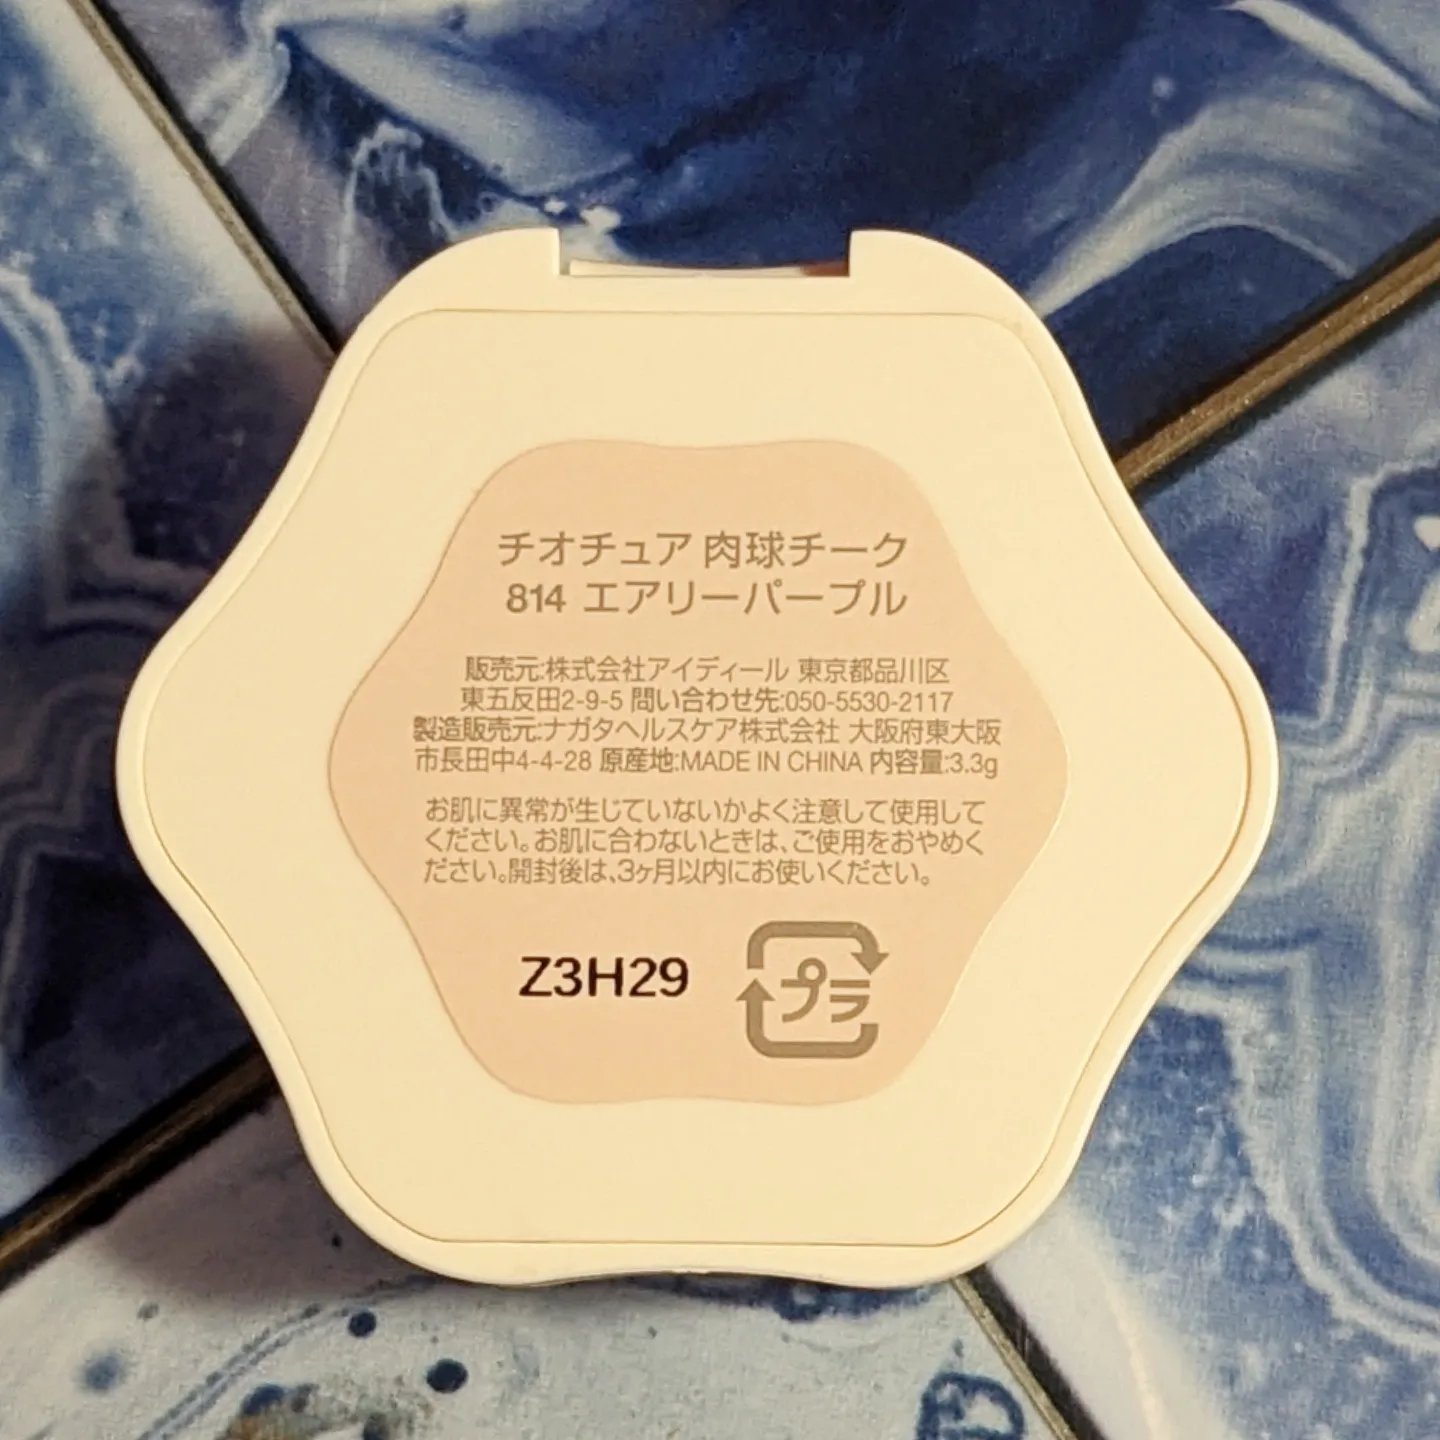 チオチュア 肉球チーク
814 エアリーパープル
販売元:株式会社アイディール 東京都品川区
東五反田2-9-5 問い合わせ先:050-5530-2117
製造販売元:ナガタヘルスケア株式会社 大阪府東大阪
市長田中4-4-28 原産地:MADE IN CHINA 内容量:3.3g
お肌に異常が生じていないかよく注意して使用して
ください。お肌に合わないときは、ご使用をおやめく
ださい。開封後は、3ヶ月以内にお使いください。
Z3H29
プラ